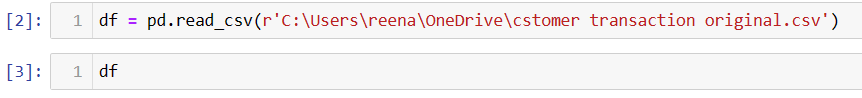 [2]: 1 df = pd.read_csv(r'C:\Users\reena\OneDrive\cstomer transaction original.csv')
[3]: 1 df